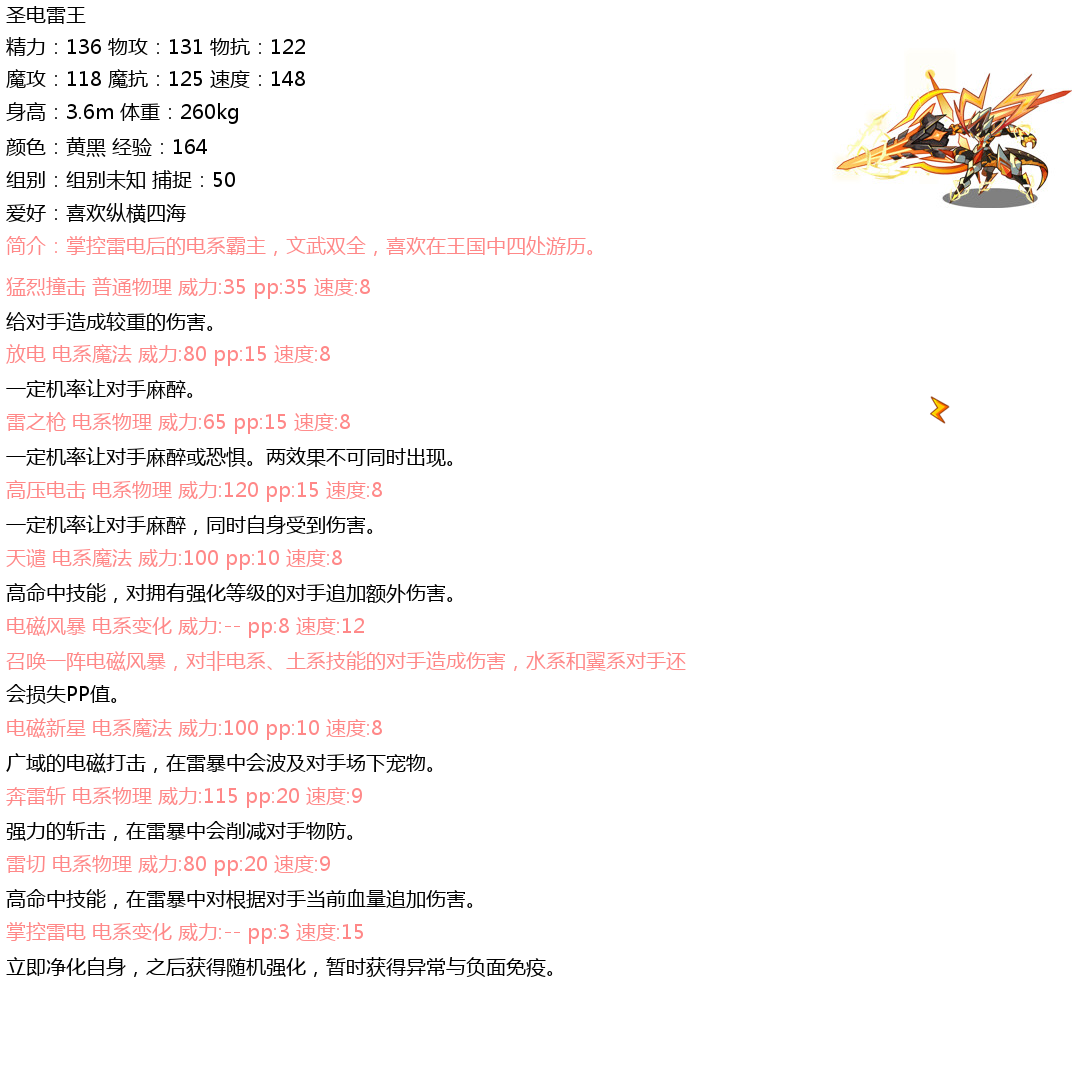 圣电雷王
精力：136 物攻：131 物抗：122
魔攻：118 魔抗：125 速度：148
身高：3.6m 体重：260kg
颜色：黄黑 经验：164
组别：组别未知 捕捉：50
爱好：喜欢纵横四海
简介：掌控雷电后的电系霸主，文武双全，喜欢在王国中四处游历。
猛烈撞击 普通物理 威力:35 pp:35 速度:8
给对手造成较重的伤害。
放电 电系魔法 威力:80 pp:15 速度:8
一定机率让对手麻醉。
雷之枪 电系物理 威力:65 pp:15 速度:8
一定机率让对手麻醉或恐惧。两效果不可同时出现。
高压电击 电系物理 威力:120 pp:15 速度:8
一定机率让对手麻醉，同时自身受到伤害。
天谴 电系魔法 威力:100 pp:10 速度:8
高命中技能，对拥有强化等级的对手追加额外伤害。
电磁风暴 电系变化 威力:-- pp:8 速度:12
召唤一阵电磁风暴，对非电系、土系技能的对手造成伤害，水系和翼系对手还
会损失PP值。
电磁新星 电系魔法 威力:100 pp:10 速度:8
广域的电磁打击，在雷暴中会波及对手场下宠物。
奔雷斩 电系物理 威力:115 pp:20 速度:9
强力的斩击，在雷暴中会削减对手物防。
雷切 电系物理 威力:80 pp:20 速度:9
高命中技能，在雷暴中对根据对手当前血量追加伤害。
掌控雷电 电系变化 威力:-- pp:3 速度:15
立即净化自身，之后获得随机强化，暂时获得异常与负面免疫。